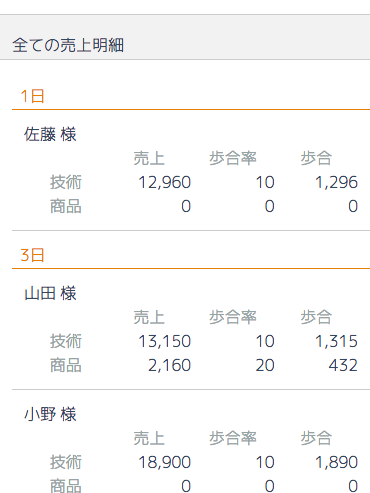 全ての売上明細
1日
佐藤 様
売上 歩合率 歩合
技術 12,960 10 1,296
商品 0 0 0
3日
山田 様
売上 歩合率 歩合
技術 13,150 10 1,315
商品 2,160 20 432
小野 様
売上 歩合率 歩合
技術 18,900 10 1,890
商品 0 0 0